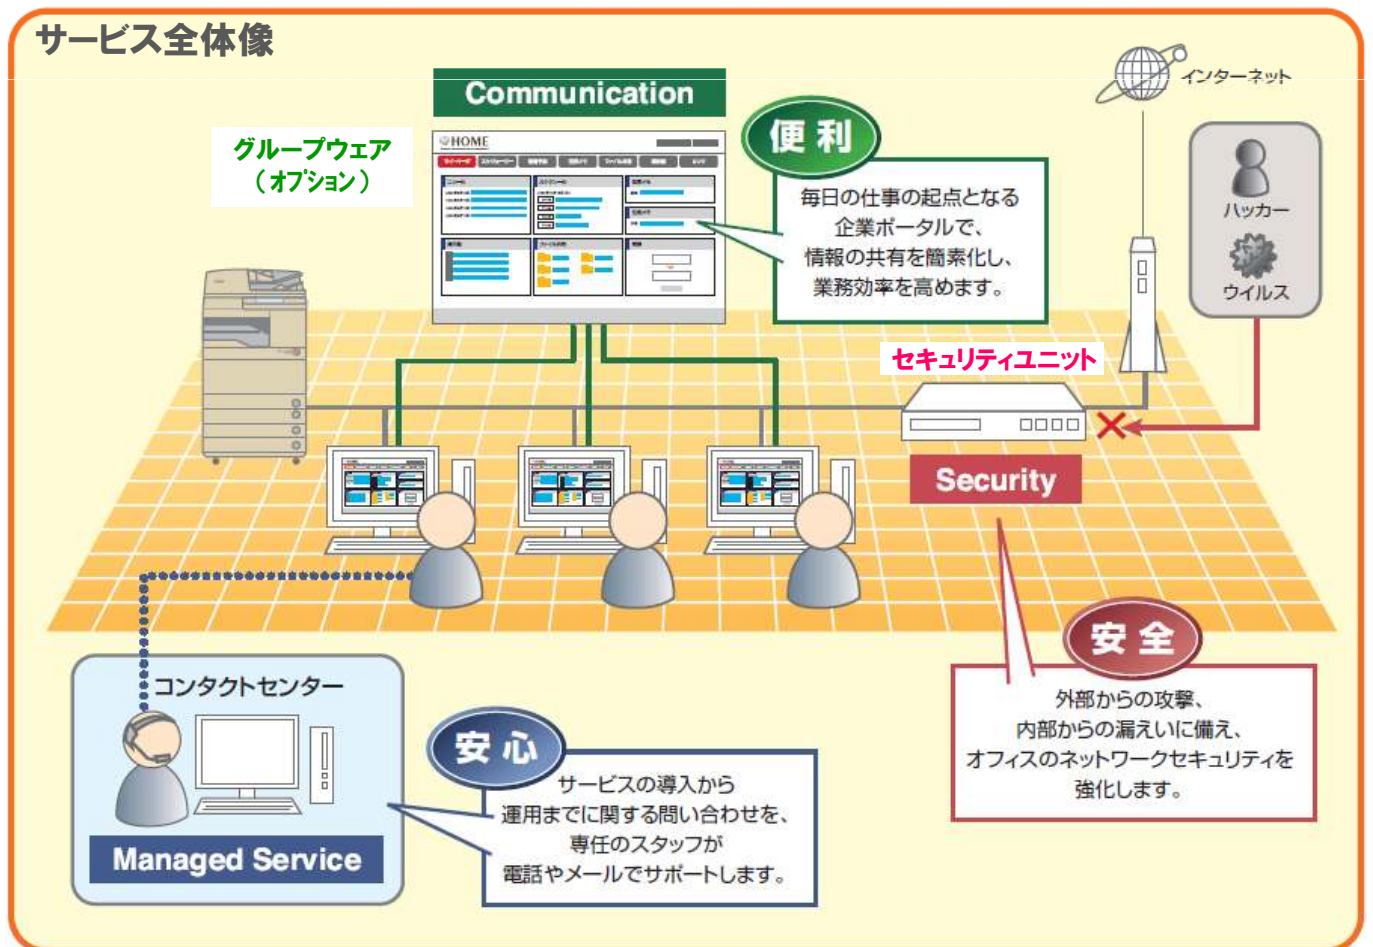 サービス全体像
Communication
グループウェア
（オプション）
HOME
便利
毎日の仕事の起点となる
企業ポータルで、
情報の共有を簡素化し、
業務効率を高めます。
インターネット
ハッカー
ウイルス
セキュリティユニット
Security
安全
外部からの攻撃、
内部からの漏えいに備え、
オフィスのネットワークセキュリティを
強化します。
コンタクトセンター
Managed Service
安心
サービスの導入から
運用までに関する問い合わせを、
専任のスタッフが
電話やメールでサポートします。